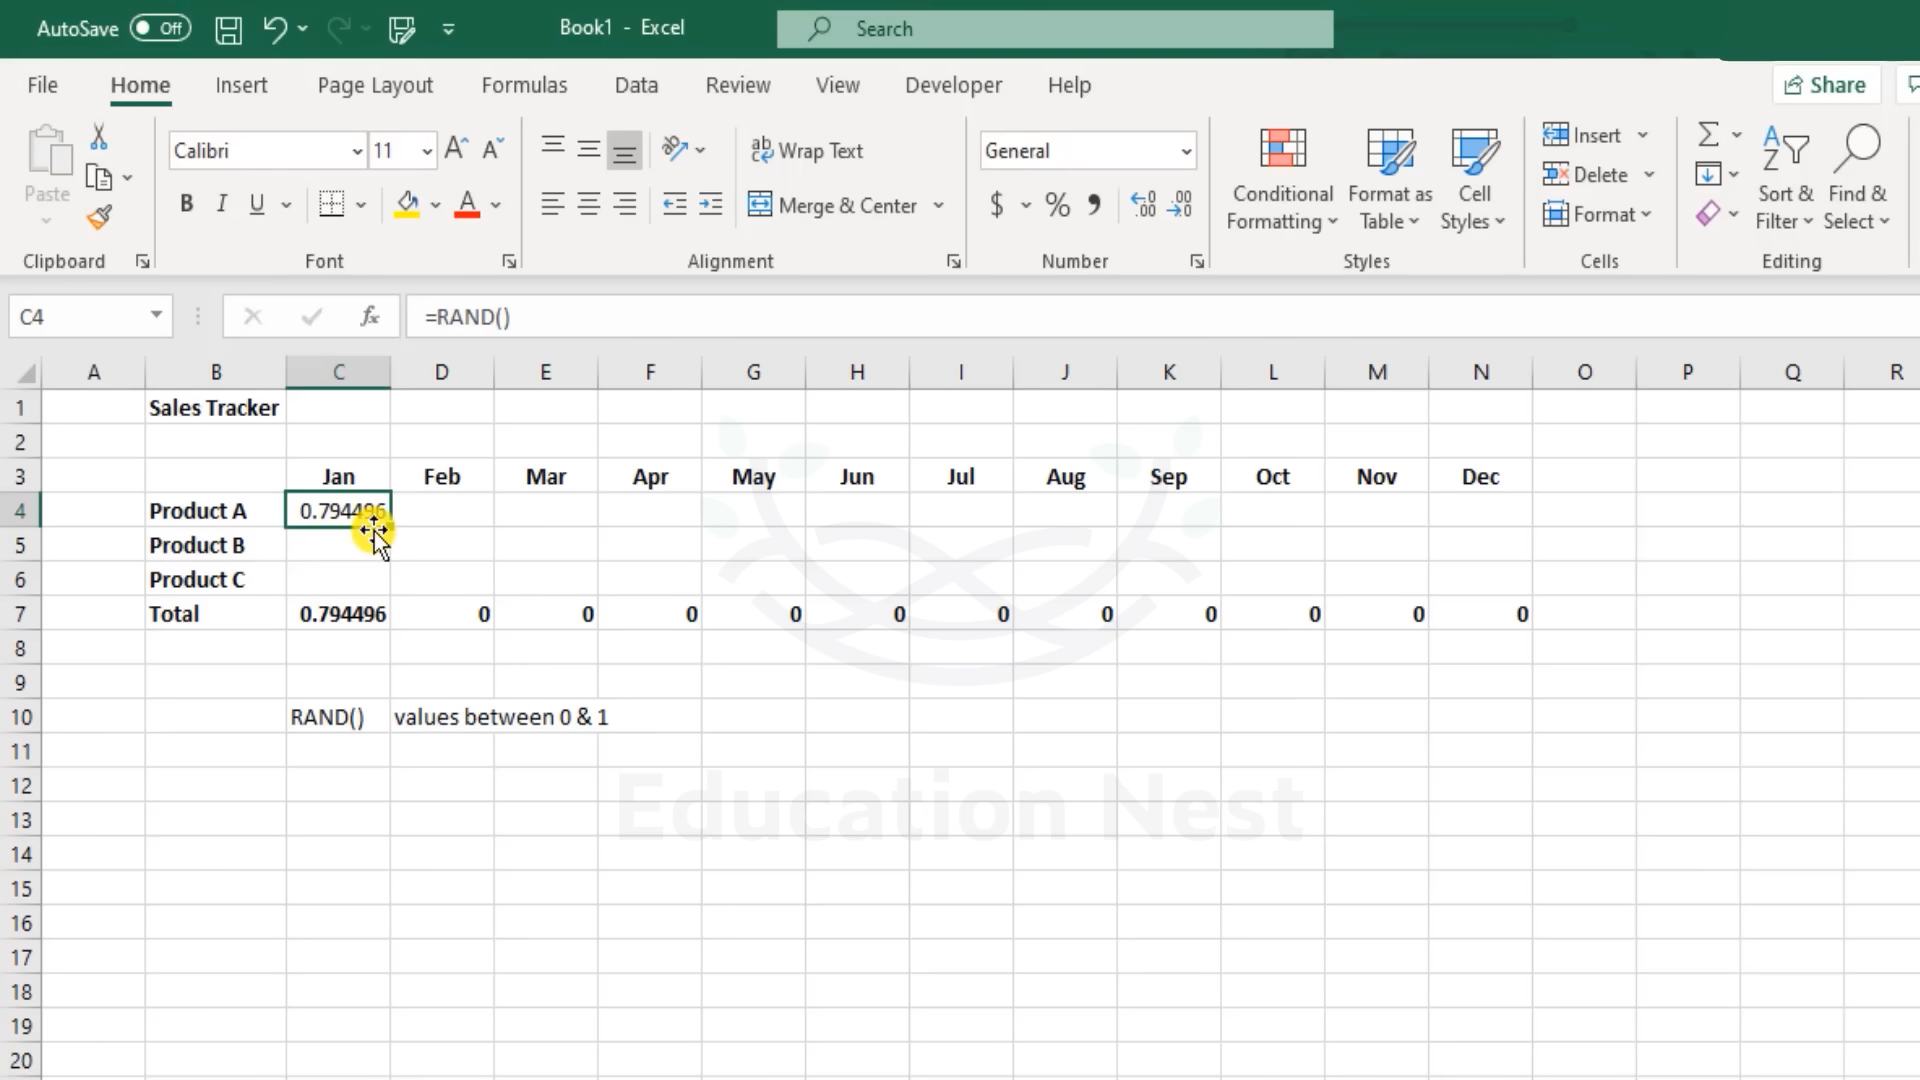 AutoSave Off Book1 - Excel Search
File Home Insert Page Layout Formulas Data Review View Developer Help Share
Paste Calibri 11 Wrap Text General Conditional Formatting Format as Table Cell Styles Insert Delete Format Sort & Filter Find & Select
B I U Merge & Center $ %
Clipboard Font Alignment Number Styles Cells Editing
C4 fx =RAND()
A B C D E F G H I J K L M N O P Q R
1 Sales Tracker
2
3 Jan Feb Mar Apr May Jun Jul Aug Sep Oct Nov Dec
4 Product A 0.794496
5 Product B
6 Product C
7 Total 0.794496 0 0 0 0 0 0 0 0 0 0 0
8
9
10 RAND() values between 0 & 1
11
12
Education Nest
13
14
15
16
17
18
19
20